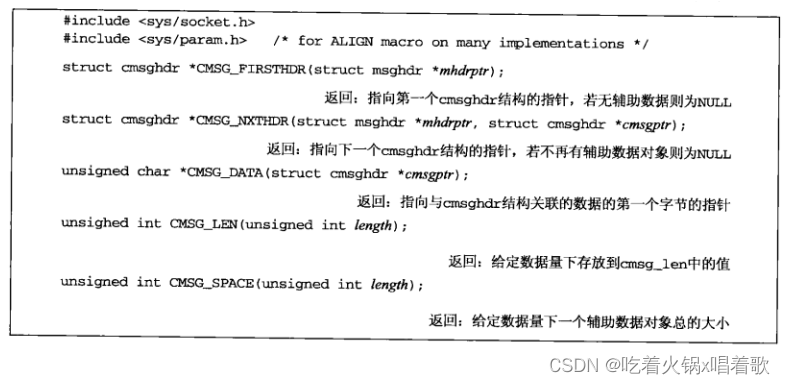 #include <sys/socket.h>
#include <sys/param.h>   /* for ALIGN macro on many implementations */
struct cmsghdr *CMSG_FIRSTHDR(struct msghdr *mhdrptr);
返回：指向第一个cmsghdr结构的指针，若无辅助数据则为NULL
struct cmsghdr *CMSG_NXTHDR(struct msghdr *mhdrptr, struct cmsghdr *cmsgptr);
返回：指向下一个cmsghdr结构的指针，若不再有辅助数据对象则为NULL
unsigned char *CMSG_DATA(struct cmsghdr *cmsgptr);
返回：指向与cmsghdr结构关联的数据的第一个字节的指针
unsigned int CMSG_LEN(unsigned int length);
返回：给定数据量下存放到cmsg_len中的值
unsigned int CMSG_SPACE(unsigned int length);
返回：给定数据量下一个辅助数据对象总的大小
CSDN @吃着火锅x唱着歌